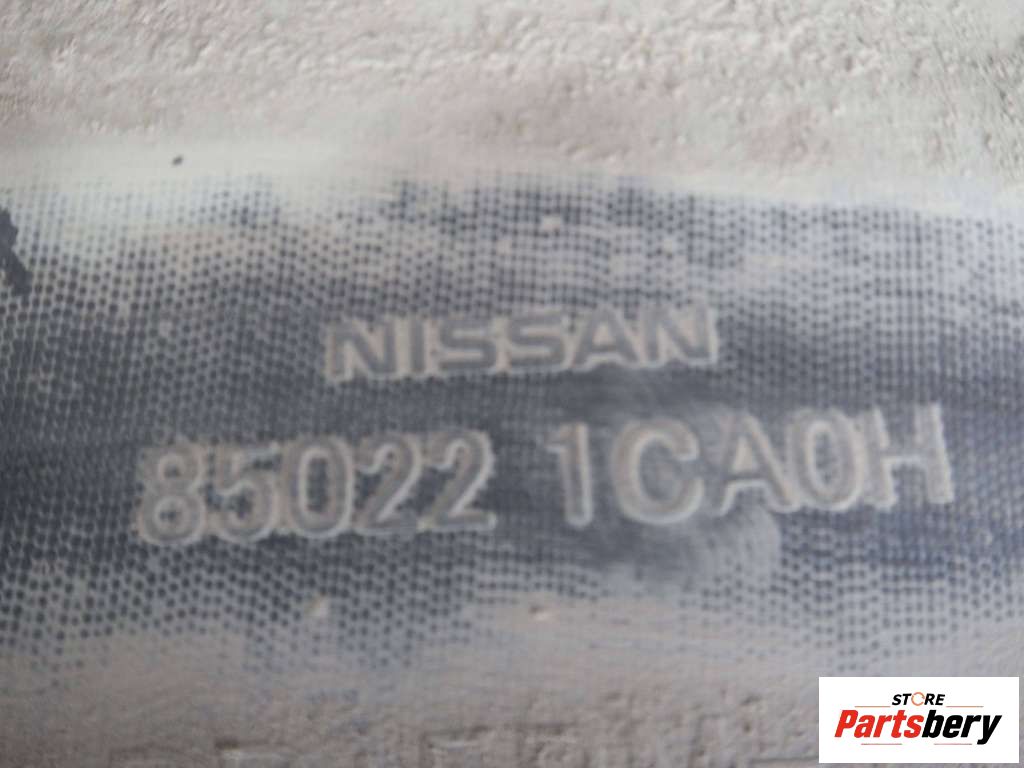 NISSAN
85022 1CA0H
STORE
Partsbery